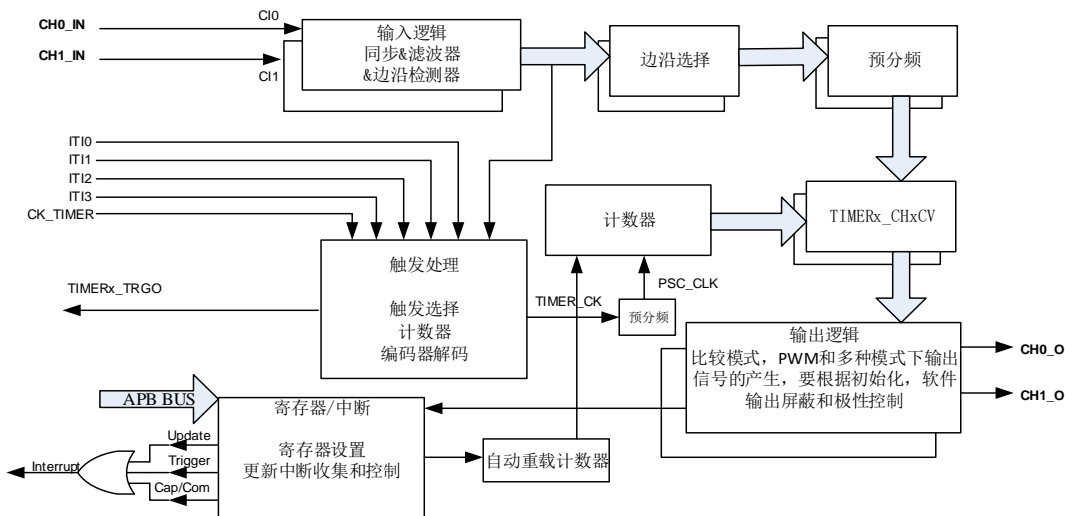 CH0_IN
CI0
CH1_IN
CI1
输入逻辑
同步&滤波器
&边沿检测器
边沿选择
预分频
ITI0
ITI1
ITI2
ITI3
CK_TIMER
计数器
TIMERx_CHxCV
触发处理
触发选择
计数器
编码器解码
TIMERx_TRGO
TIMER_CK
PSC_CLK
预分频
输出逻辑
比较模式，PWM和多种模式下输出
信号的产生，要根据初始化，软件
输出屏蔽和极性控制
CH0_O
CH1_O
APB BUS
寄存器/中断
寄存器设置
更新中断收集和控制
自动重载计数器
Update
Trigger
Cap/Com
Interrupt